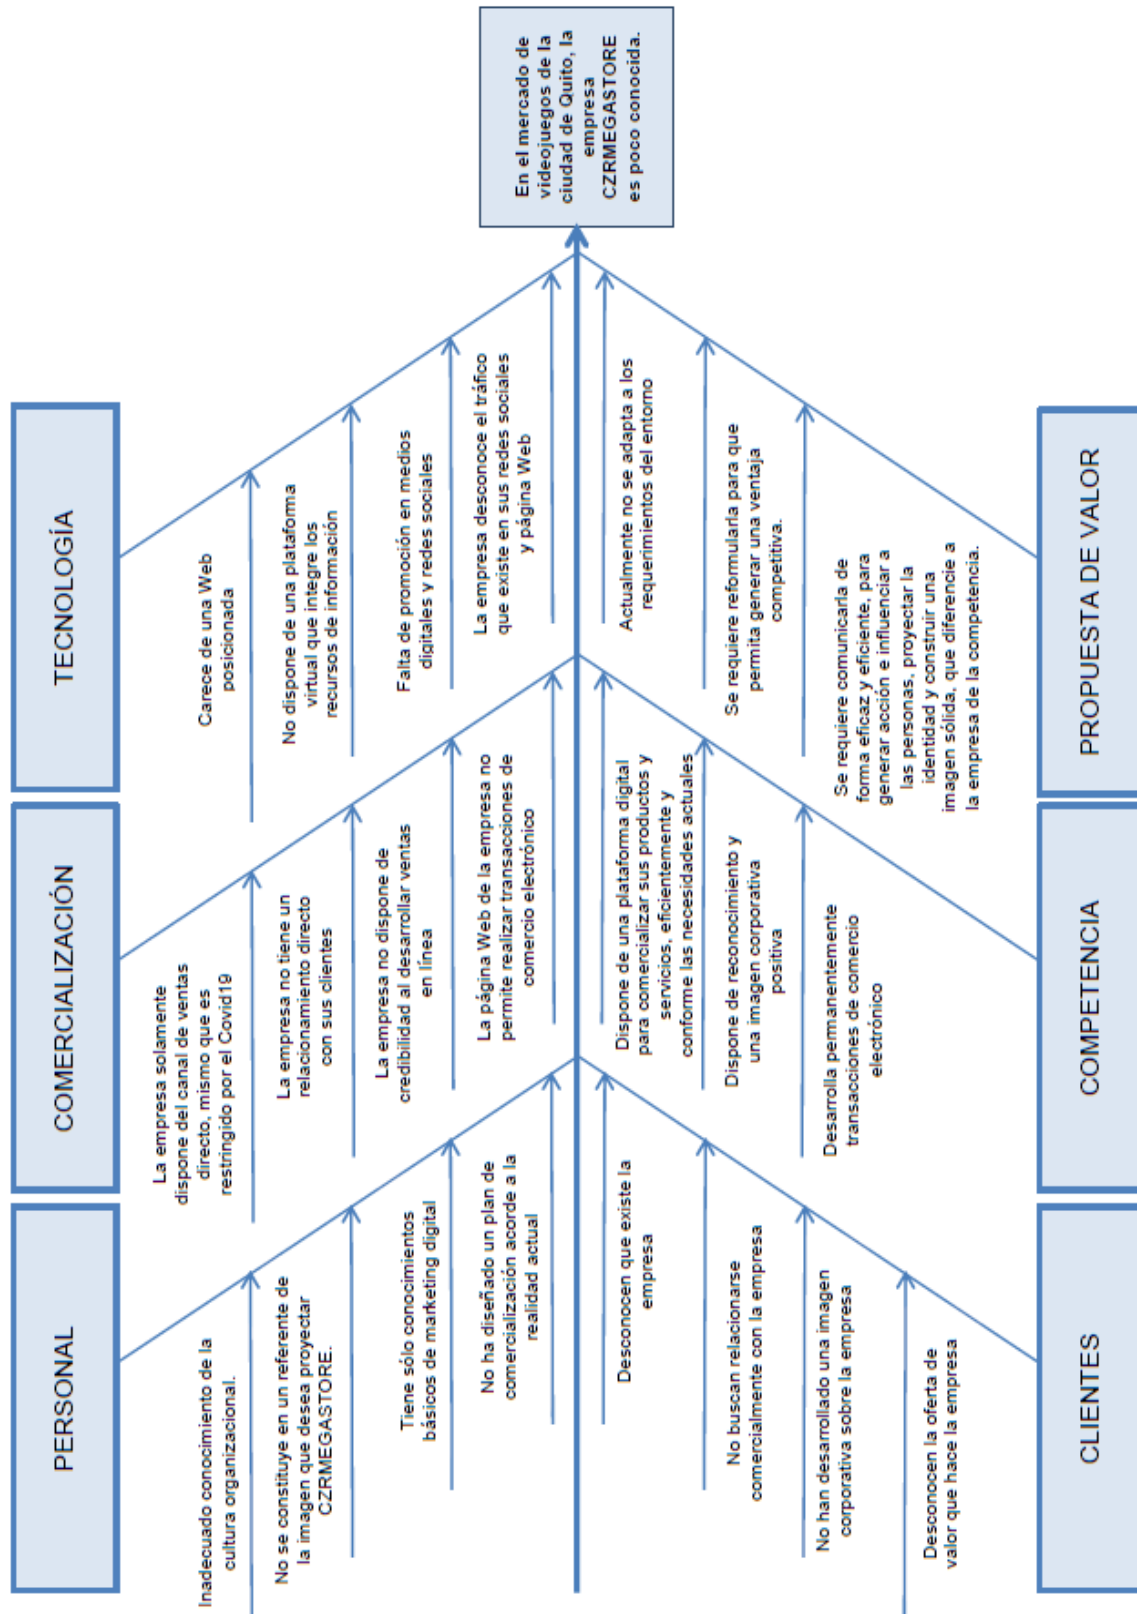 PERSONAL
COMERCIALIZACIÓN
TECNOLOGÍA
Inadecuado conocimiento de la
cultura organizacional.
No se constituye en un referente de
la imagen que desea proyectar
CZRMEGASTORE.
Tiene sólo conocimientos
básicos de marketing digital
No ha diseñado un plan de
comercialización acorde a la
realidad actual
La empresa solamente
dispone del canal de ventas
directo, mismo que es
restringido por el Covid19
La empresa no tiene un
relacionamiento directo
con sus clientes
La empresa no dispone de
credibilidad al desarrollar ventas
en línea
La página Web de la empresa no
permite realizar transacciones de
comercio electrónico
Carece de una Web
posicionada
No dispone de una plataforma
virtual que integre los
recursos de información
Falta de promoción en medios
digitales y redes sociales
La empresa desconoce el tráfico
que existe en sus redes sociales
y página Web
En el mercado de
videojuegos de la
ciudad de Quito, la
empresa
CZRMEGASTORE
es poco conocida.
Desconocen que existe la
empresa
No buscan relacionarse
comercialmente con la empresa
No han desarrollado una imagen
corporativa sobre la empresa
Desconocen la oferta de
valor que hace la empresa
Dispone de una plataforma digital
para comercializar sus productos y
servicios, eficientemente y
conforme las necesidades actuales
Dispone de reconocimiento y
una imagen corporativa
positiva
Desarrolla permanentemente
transacciones de comercio
electrónico
Actualmente no se adapta a los
requerimientos del entorno
Se requiere reformularla para que
permita generar una ventaja
competitiva.
Se requiere comunicarla de
forma eficaz y eficiente, para
generar acción e influenciar a
las personas, proyectar la
identidad y construir una
imagen sólida, que diferencie a
la empresa de la competencia.
CLIENTES
COMPETENCIA
PROPUESTA DE VALOR